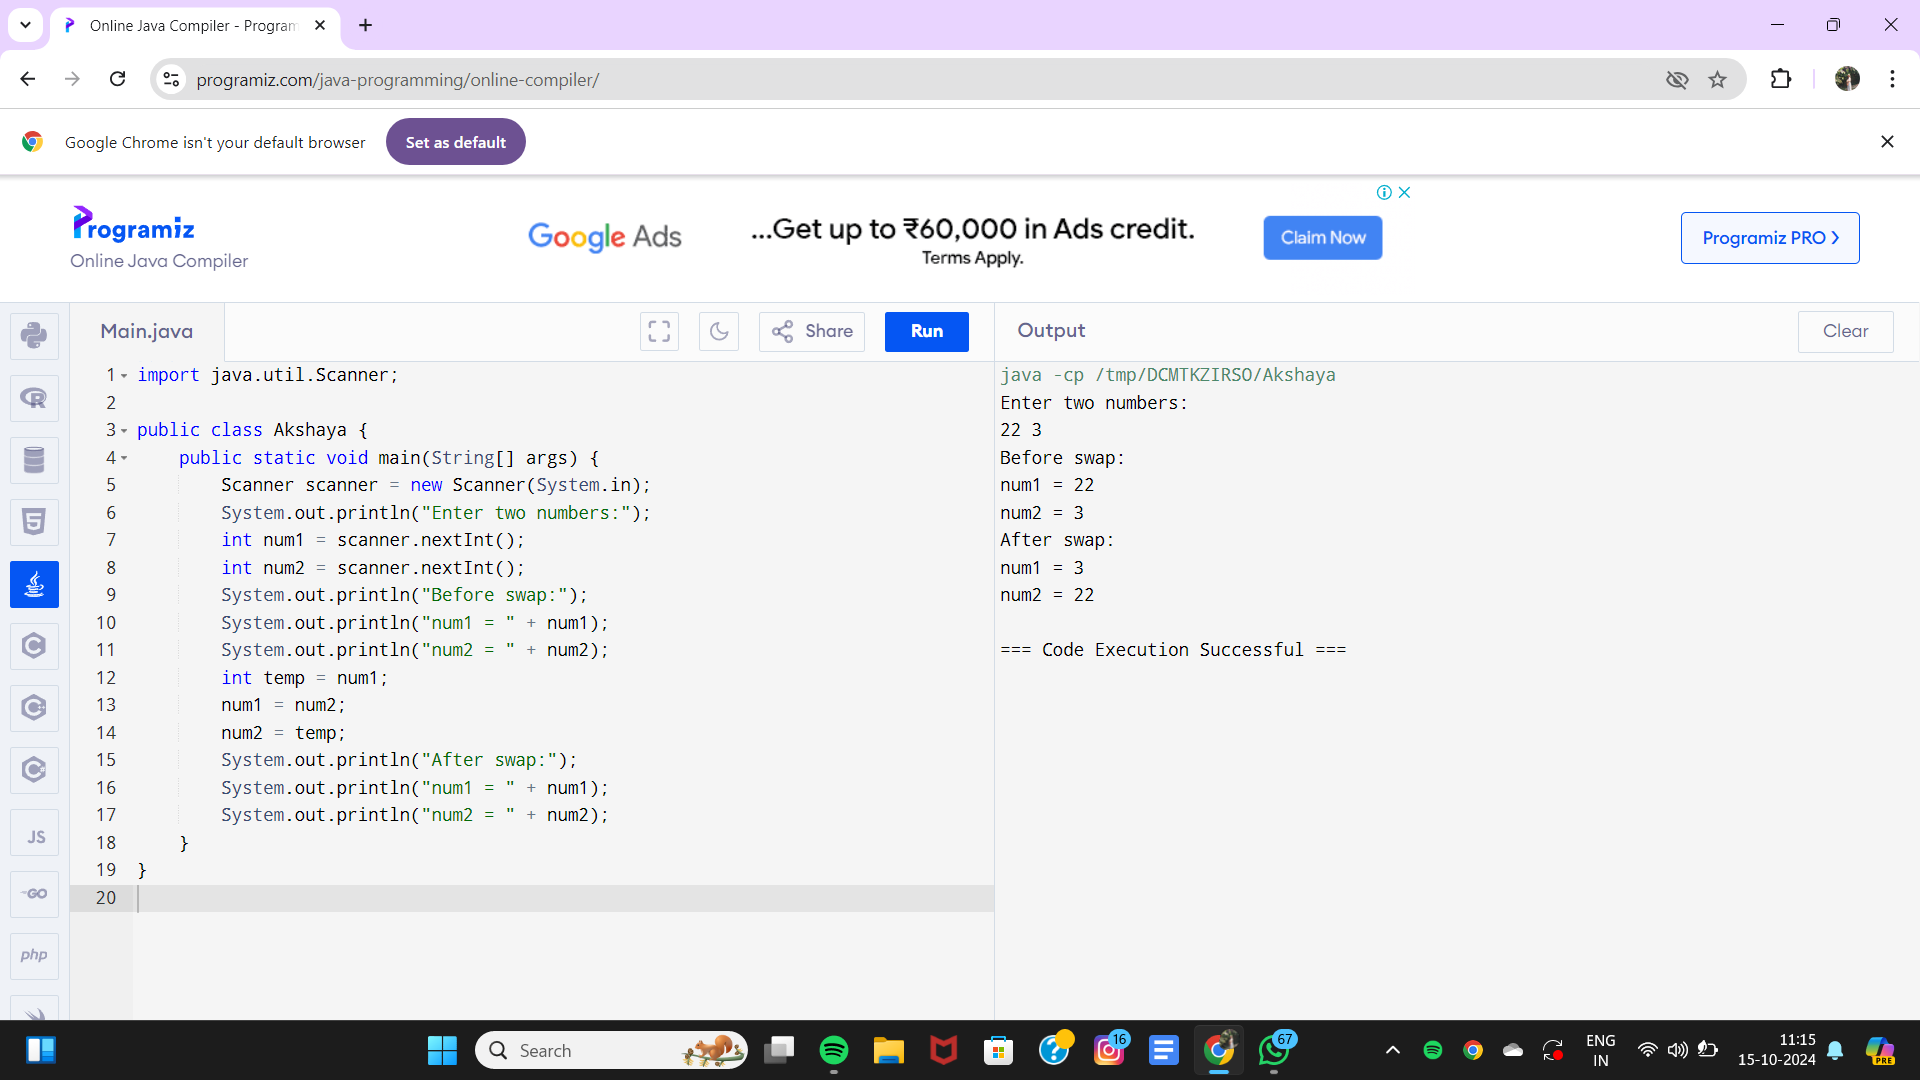 Online Java Compiler - Program
programiz.com/java-programming/online-compiler/
Google Chrome isn't your default browser
Set as default
Programiz
Online Java Compiler
Google Ads
...Get up to ₹60,000 in Ads credit.
Terms Apply.
Claim Now
Programiz PRO
Main.java
Share
Run
Output
Clear
1 import java.util.Scanner;
2
3 public class Akshaya {
4 public static void main(String[] args) {
5 Scanner scanner = new Scanner(System.in);
6 System.out.println("Enter two numbers:");
7 int num1 = scanner.nextInt();
8 int num2 = scanner.nextInt();
9 System.out.println("Before swap:");
10 System.out.println("num1 = " + num1);
11 System.out.println("num2 = " + num2);
12 int temp = num1;
13 num1 = num2;
14 num2 = temp;
15 System.out.println("After swap:");
16 System.out.println("num1 = " + num1);
17 System.out.println("num2 = " + num2);
18 }
19 }
20
java -cp /tmp/DCMTKZIRSO/Akshaya
Enter two numbers:
22 3
Before swap:
num1 = 22
num2 = 3
After swap:
num1 = 3
num2 = 22
=== Code Execution Successful ===
JS
GO
php
Search
16
67
ENG
IN
11:15
15-10-2024
PRE